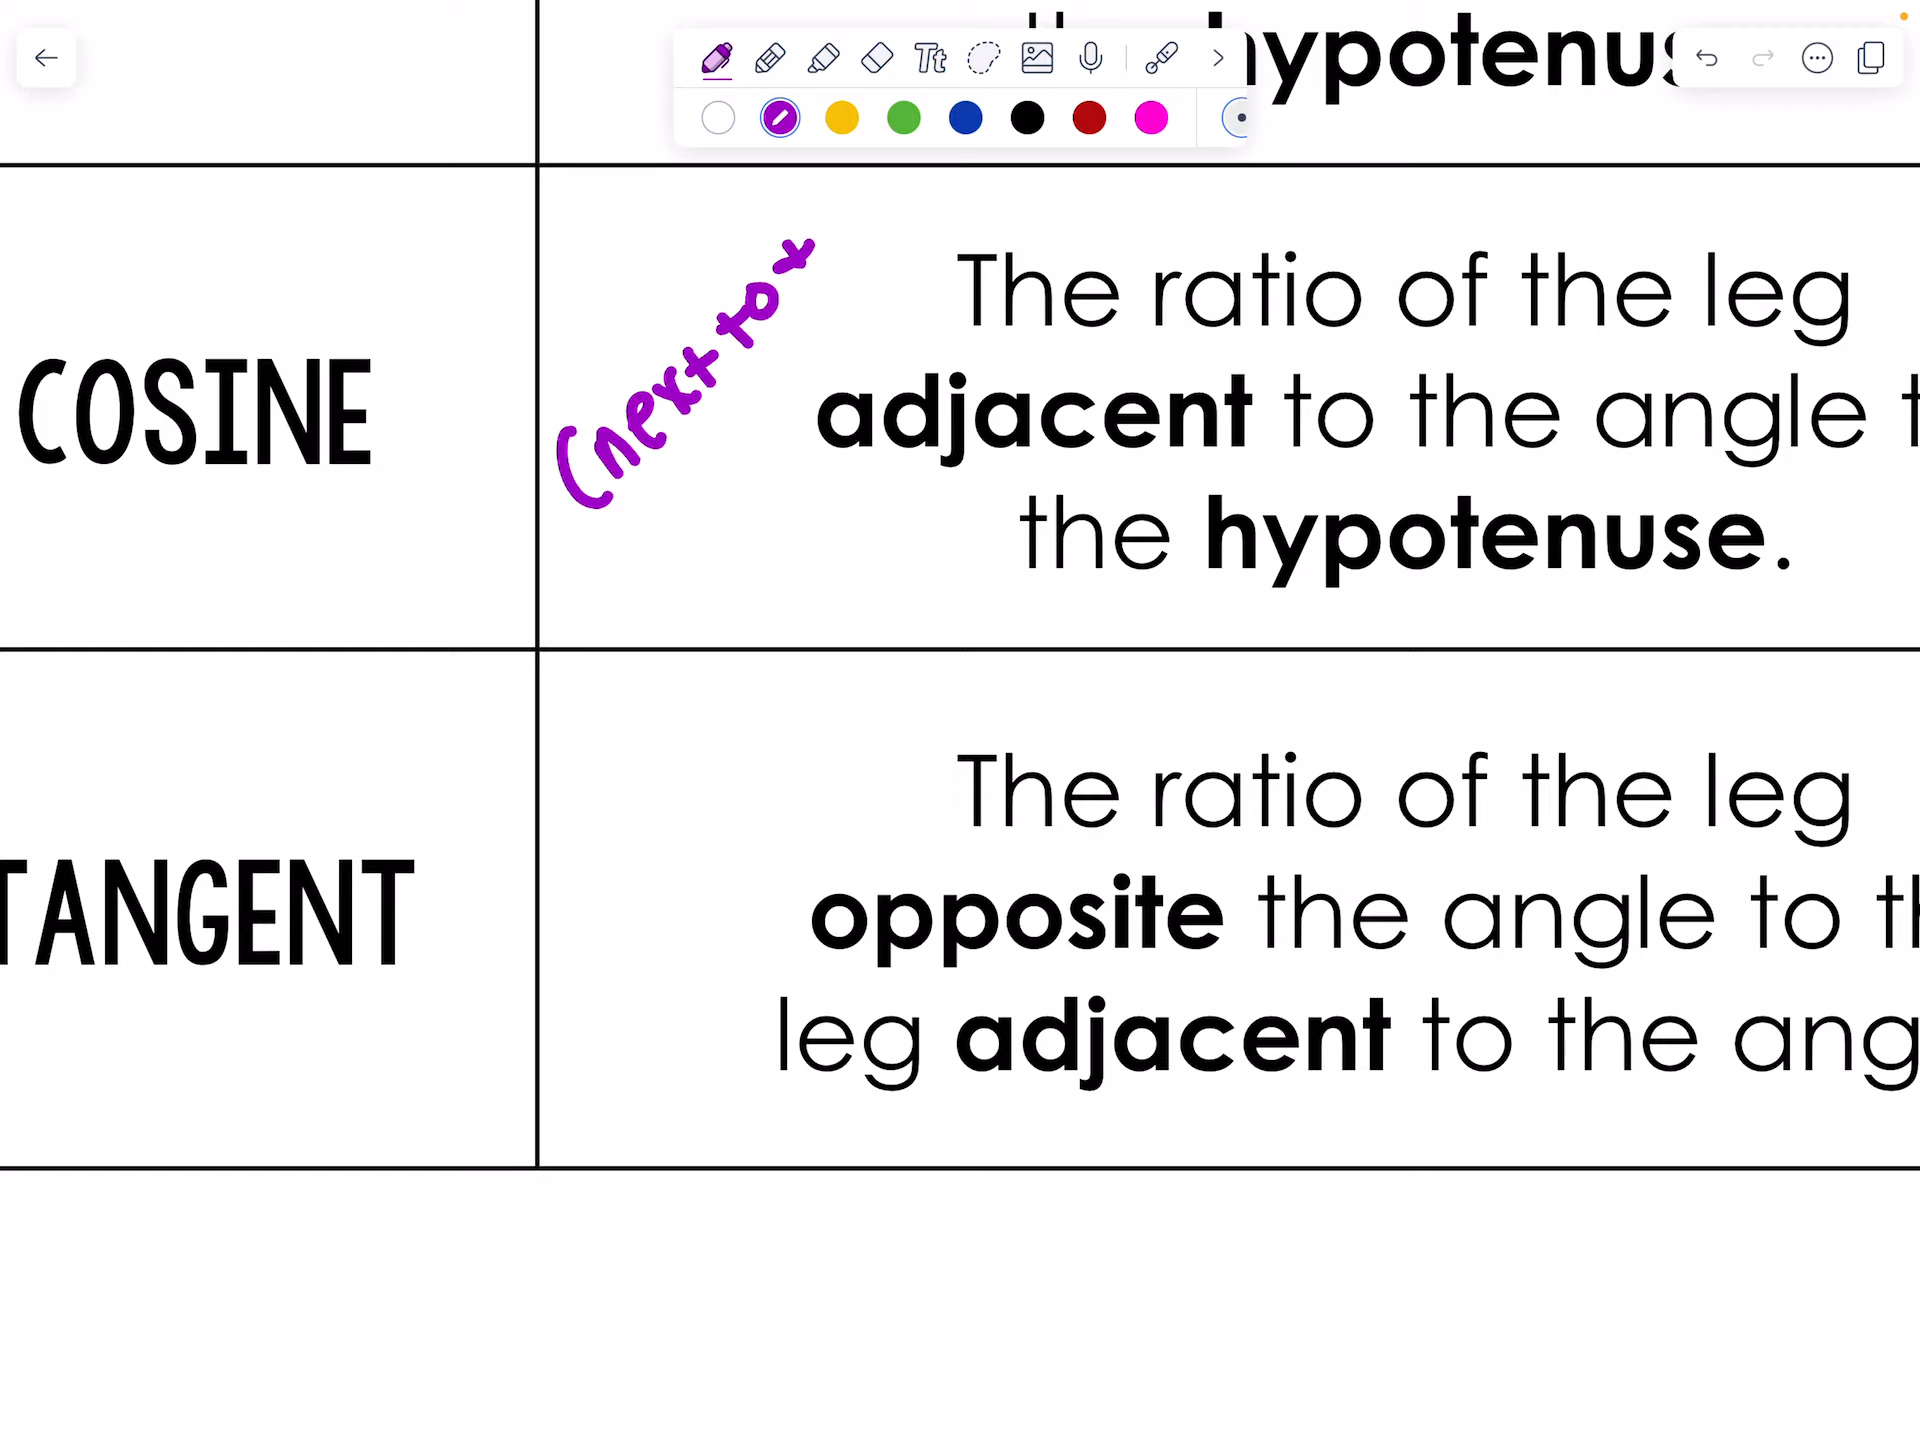 Tt
hypotenus
COSINE
(next to x
The ratio of the leg
adjacent to the angle t
the hypotenuse.
TANGENT
The ratio of the leg
opposite the angle to th
leg adjacent to the ang